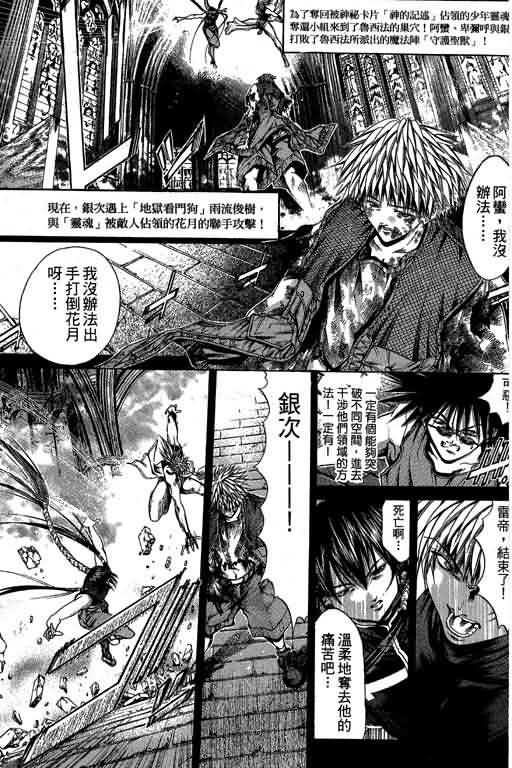 為了奪回被神祕卡片「神的記述」佔領的少年靈魂
奪還小組來到了魯西法的巢穴！阿蠻、卑彌呼與銀
打敗了魯西法所派出的魔法陣「守護聖獸」！
阿蠻，我沒
辦法……
現在，銀次遇上「地獄看門狗」雨流俊樹，
與「靈魂」被敵人佔領的花月的聯手攻擊！
我沒辦法出
手打倒花月
呀……
可惡！
一定有個能夠突
破不同空間，進去
干涉他們領域的方
法！一定有！
銀次———！
雷帝，結束了！
死亡啊…
溫柔地奪去他的
痛苦吧…